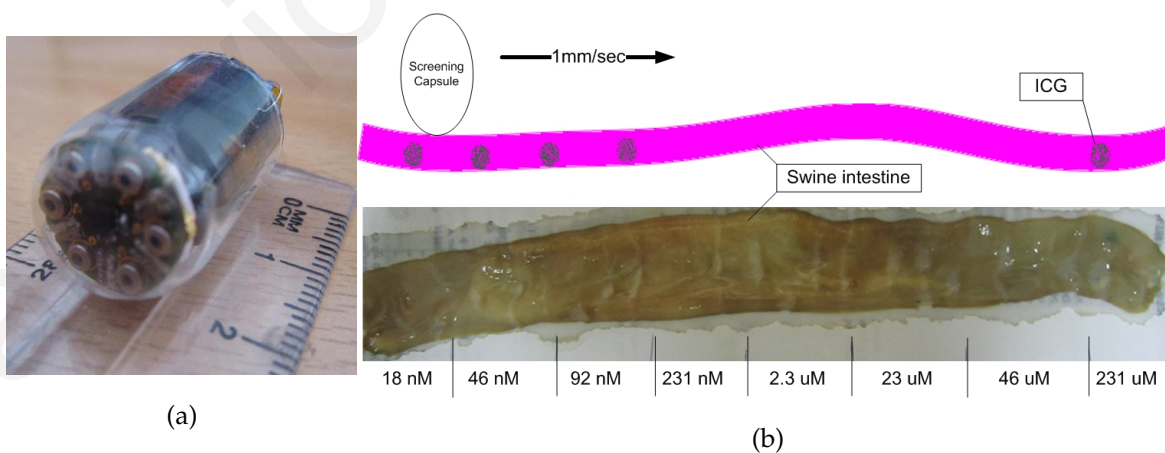 Screening
Capsule
1mm/sec
ICG
Swine intestine
MM
0CM
1
2
18 nM
46 nM
92 nM
231 nM
2.3 uM
23 uM
46 uM
231 uM
(a)
(b)